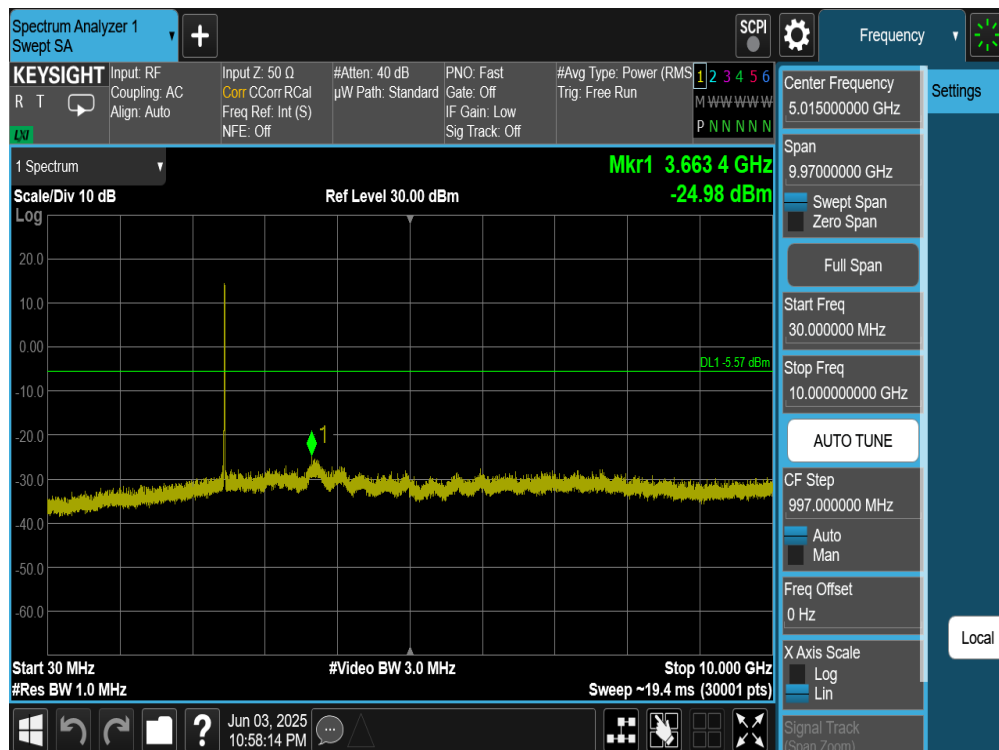 Spectrum Analyzer 1
Swept SA
+
SCPI
Frequency
KEYSIGHT
R T
LXI
Input: RF
Coupling: AC
Align: Auto
Input Z: 50 Ω
Corr CCorr RCal
Freq Ref: Int (S)
NFE: Off
#Atten: 40 dB
µW Path: Standard
PNO: Fast
Gate: Off
IF Gain: Low
Sig Track: Off
#Avg Type: Power (RMS
Trig: Free Run
1 2 3 4 5 6
M W W W W W
P N N N N N
1 Spectrum
Mkr1 3.663 4 GHz
-24.98 dBm
Scale/Div 10 dB
Ref Level 30.00 dBm
Log
20.0
10.0
0.00
DL1 -5.57 dBm
-10.0
-20.0
1
-30.0
-40.0
-50.0
-60.0
Start 30 MHz
#Video BW 3.0 MHz
Stop 10.000 GHz
#Res BW 1.0 MHz
Sweep ~19.4 ms (30001 pts)
Center Frequency
5.015000000 GHz
Span
9.97000000 GHz
Swept Span
Zero Span
Full Span
Start Freq
30.000000 MHz
Stop Freq
10.000000000 GHz
AUTO TUNE
CF Step
997.000000 MHz
Auto
Man
Freq Offset
0 Hz
X Axis Scale
Log
Lin
Signal Track
(Span Zoom)
Settings
Local
?
Jun 03, 2025
10:58:14 PM